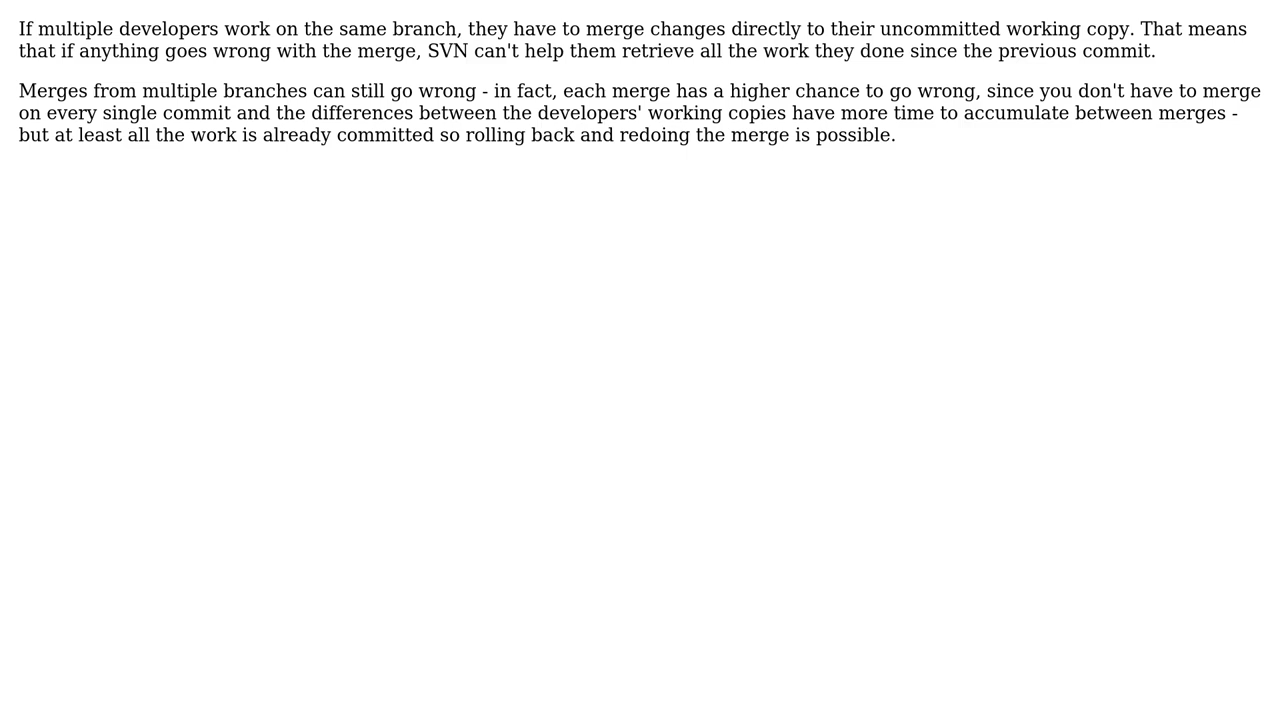 If multiple developers work on the same branch, they have to merge changes directly to their uncommitted working copy. That means
that if anything goes wrong with the merge, SVN can't help them retrieve all the work they done since the previous commit.
Merges from multiple branches can still go wrong - in fact, each merge has a higher chance to go wrong, since you don't have to merge
on every single commit and the differences between the developers' working copies have more time to accumulate between merges -
but at least all the work is already committed so rolling back and redoing the merge is possible.